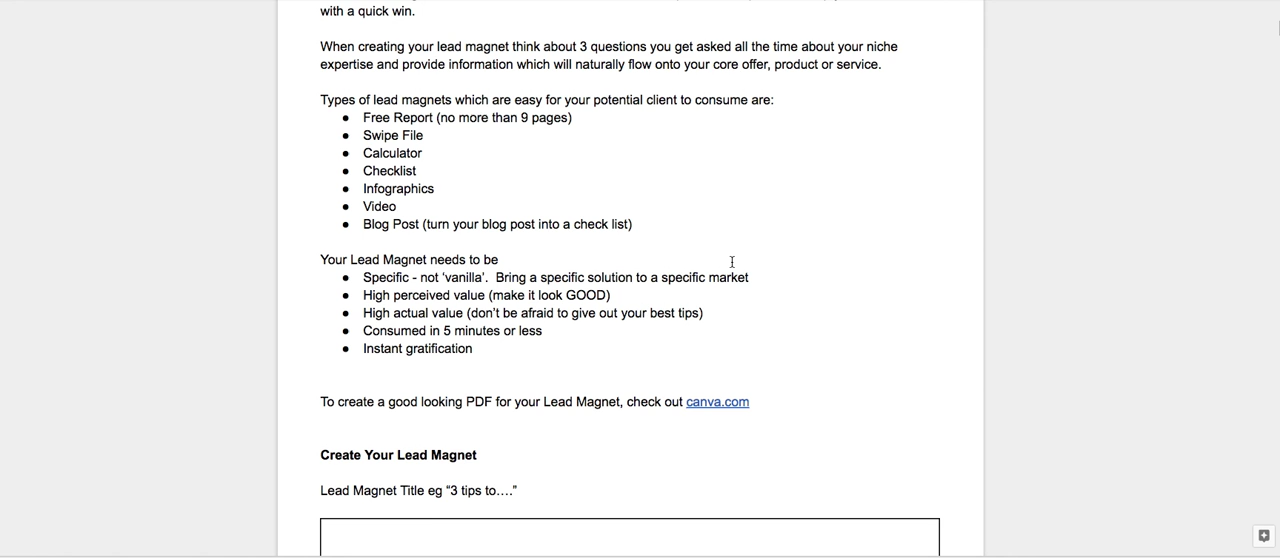 with a quick win.
When creating your lead magnet think about 3 questions you get asked all the time about your niche
expertise and provide information which will naturally flow onto your core offer, product or service.
Types of lead magnets which are easy for your potential client to consume are:
● Free Report (no more than 9 pages)
● Swipe File
● Calculator
● Checklist
● Infographics
● Video
● Blog Post (turn your blog post into a check list)
Your Lead Magnet needs to be
● Specific - not ‘vanilla’.  Bring a specific solution to a specific market
● High perceived value (make it look GOOD)
● High actual value (don’t be afraid to give out your best tips)
● Consumed in 5 minutes or less
● Instant gratification
To create a good looking PDF for your Lead Magnet, check out canva.com
Create Your Lead Magnet
Lead Magnet Title eg “3 tips to….”